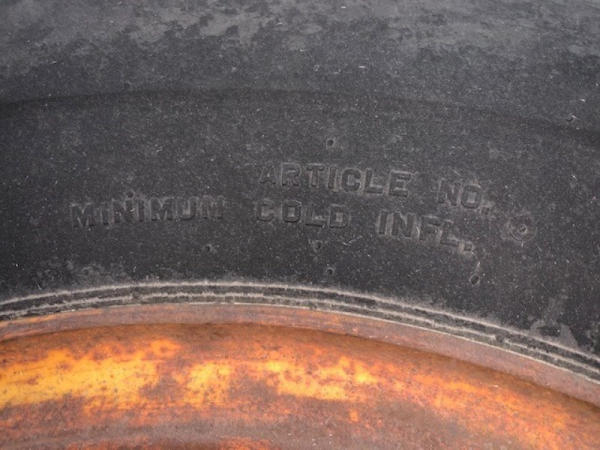 ARTICLE NO.
MINIMUM COLD INFL.